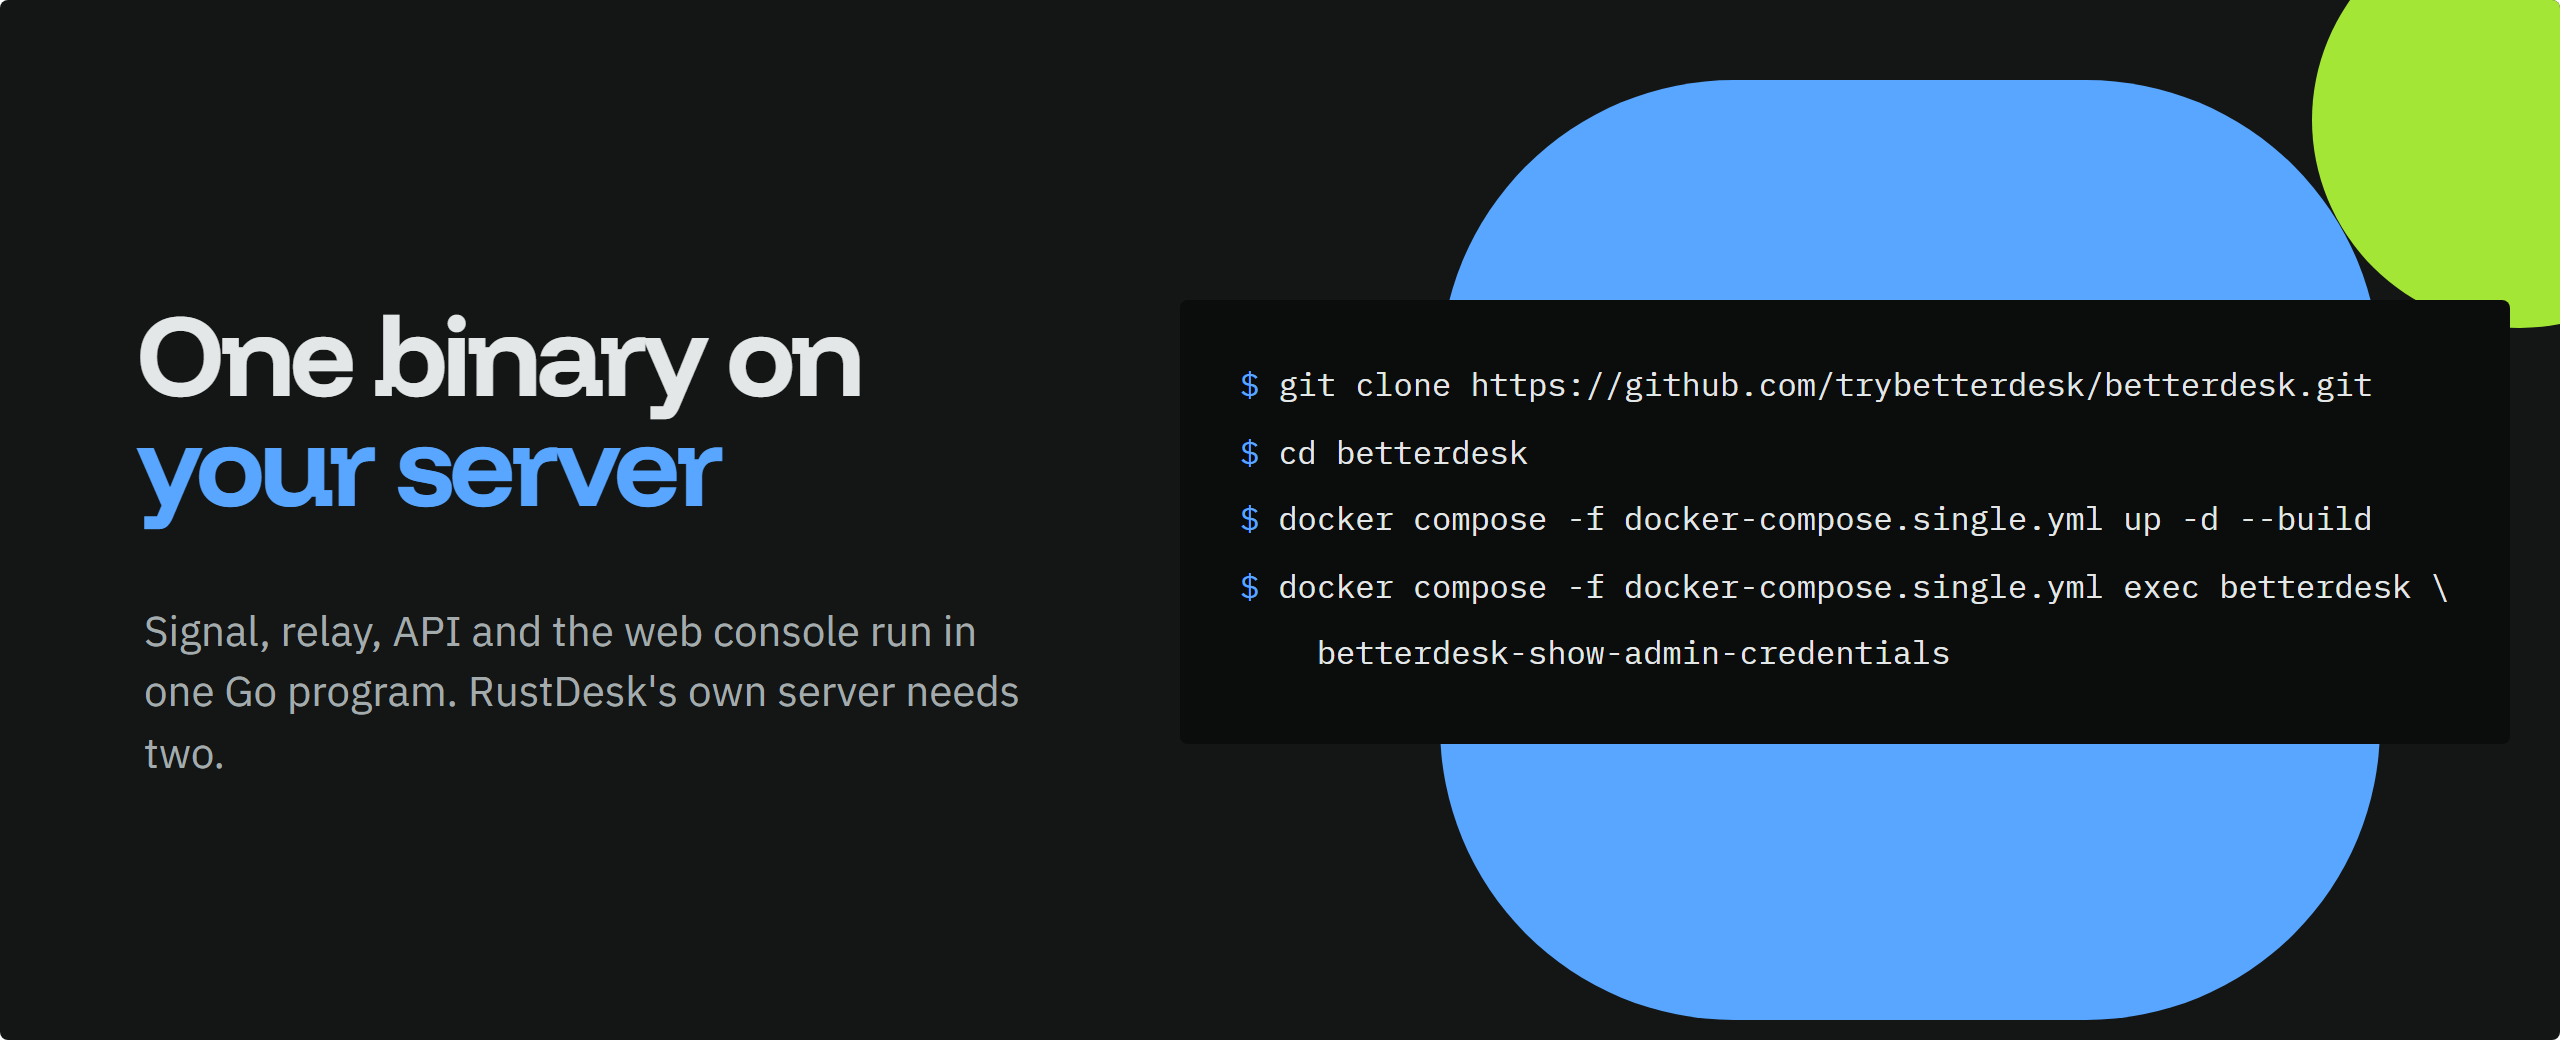 One binary on
your server
Signal, relay, API and the web console run in
one Go program. RustDesk's own server needs
two.
$ git clone https://github.com/trybetterdesk/betterdesk.git
$ cd betterdesk
$ docker compose -f docker-compose.single.yml up -d --build
$ docker compose -f docker-compose.single.yml exec betterdesk \
betterdesk-show-admin-credentials